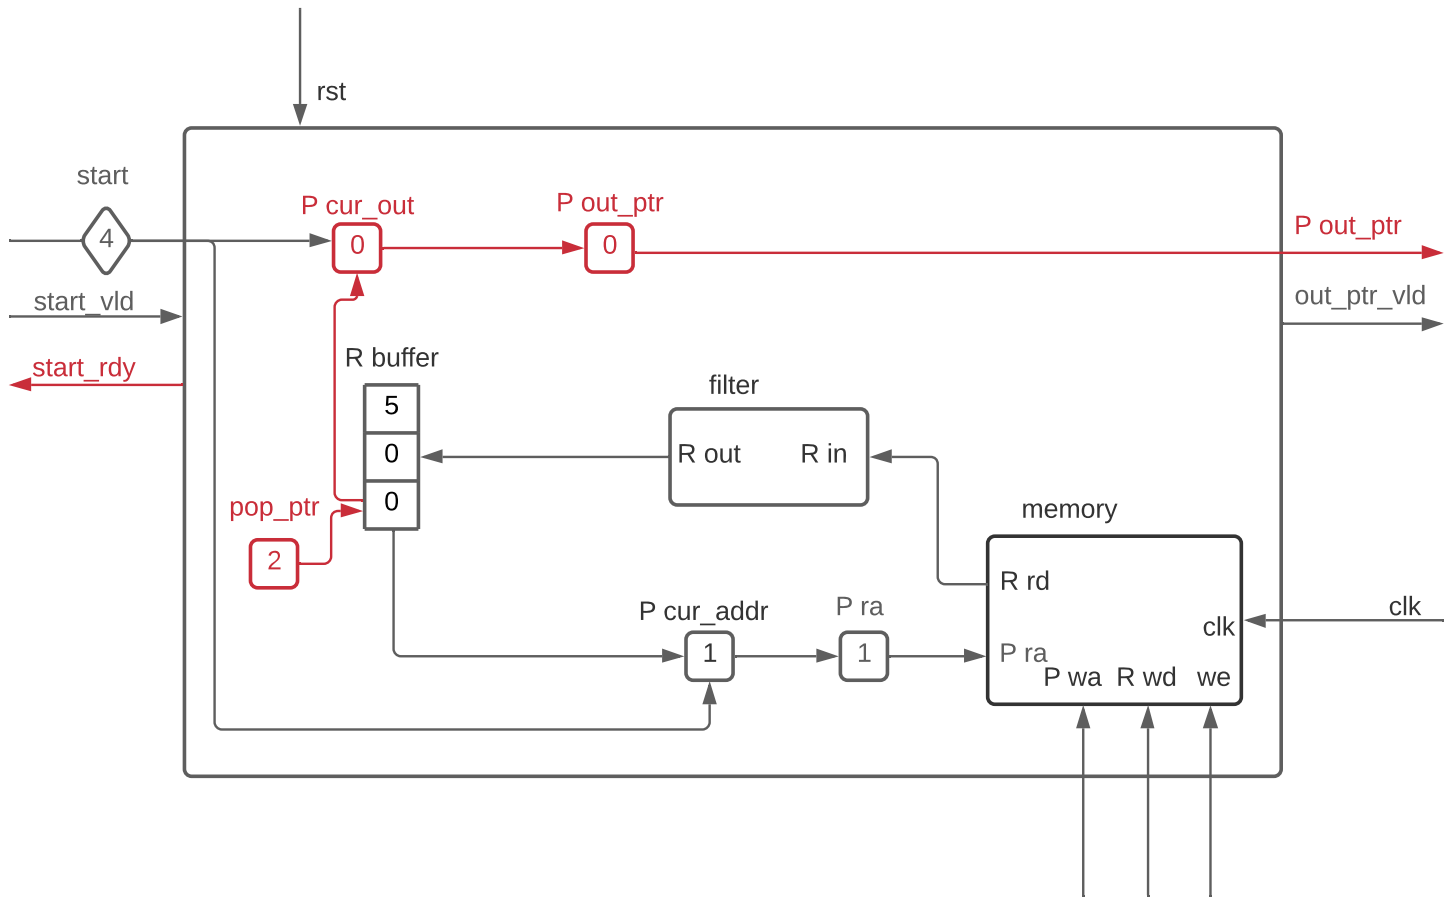 rst
start
4
P cur_out
P out_ptr
0
0
P out_ptr
start_vld
out_ptr_vld
start_rdy
R buffer
5
0
0
filter
R out
R in
pop_ptr
2
memory
R rd
clk
clk
P cur_addr
1
P ra
1
P ra
P wa
R wd
we